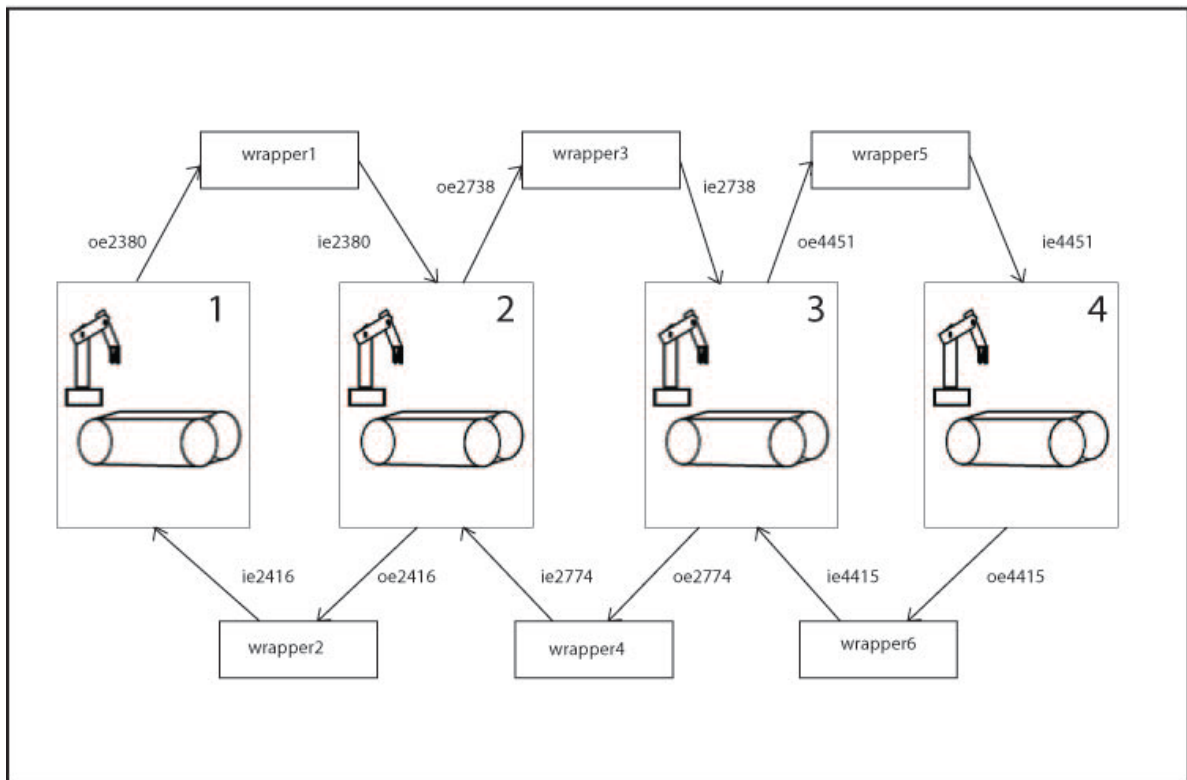 wrapper1
wrapper3
wrapper5
oe2380
ie2380
oe2738
ie2738
oe4451
ie4451
1
2
3
4
ie2416
oe2416
ie2774
oe2774
ie4415
oe4415
wrapper2
wrapper4
wrapper6